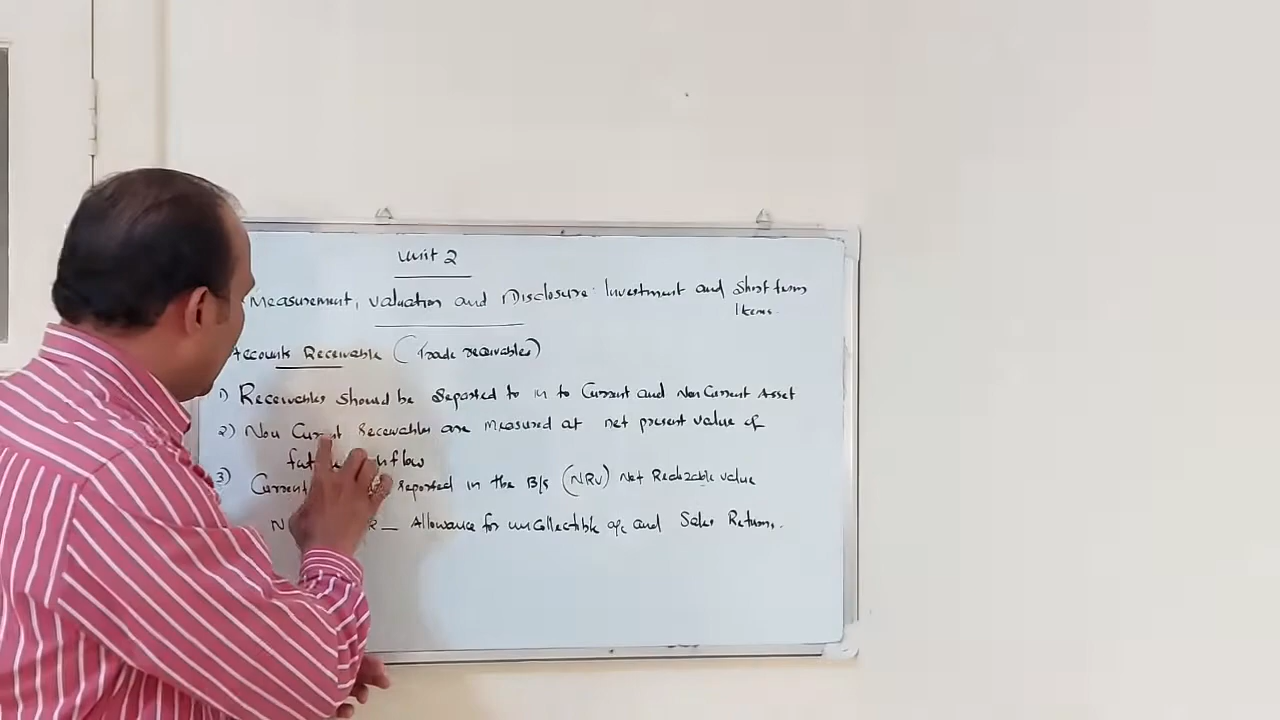 Unit 2
Measurement, Valuation and Disclosure: Investment and Short term
Items.
Accounts Receivable (Trade receivables)
1) Receivables should be Seperated to in to Current and Non Current Asset
2) Non Current Receivables are Measured at net present value of
inflow
3) Current reported in the B/S (NRV) Net Realizable value
Allowance for uncollectible a/c and Sales Returns.